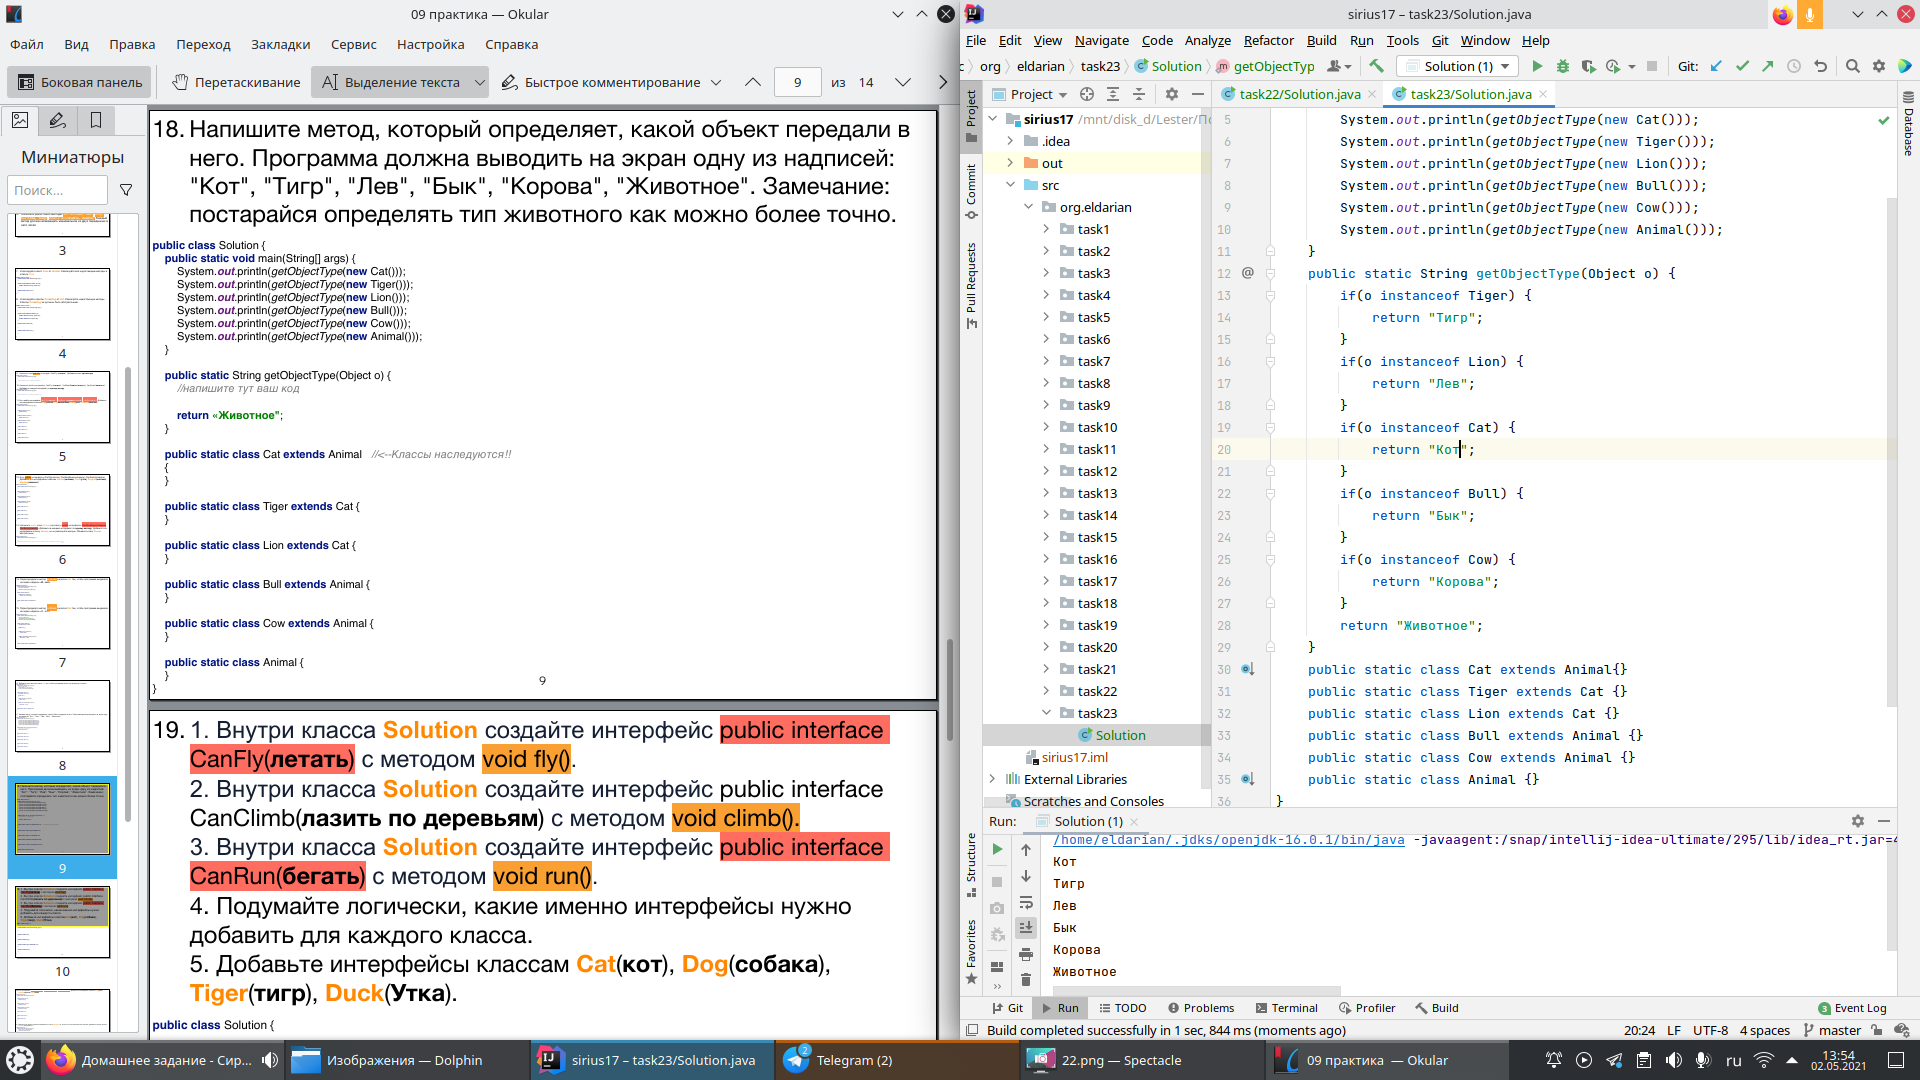 09 практика — Okular
Файл Вид Правка Переход Закладки Сервис Настройка Справка
Боковая панель Перетаскивание Выделение текста Быстрое комментирование 9 из 14
Миниатюры
Поиск...
3
4
5
6
7
8
9
10
18. Напишите метод, который определяет, какой объект передали в
него. Программа должна выводить на экран одну из надписей:
"Кот", "Тигр", "Лев", "Бык", "Корова", "Животное". Замечание:
постарайся определять тип животного как можно более точно.
public class Solution {
public static void main(String[] args) {
System.out.println(getObjectType(new Cat()));
System.out.println(getObjectType(new Tiger()));
System.out.println(getObjectType(new Lion()));
System.out.println(getObjectType(new Bull()));
System.out.println(getObjectType(new Cow()));
System.out.println(getObjectType(new Animal()));
}
public static String getObjectType(Object o) {
//напишите тут ваш код
return «Животное";
}
public static class Cat extends Animal //<--Классы наследуются!!
{
}
public static class Tiger extends Cat {
}
public static class Lion extends Cat {
}
public static class Bull extends Animal {
}
public static class Cow extends Animal {
}
public static class Animal {
}
}
9
19. 1. Внутри класса Solution создайте интерфейс public interface
CanFly(летать) с методом void fly().
2. Внутри класса Solution создайте интерфейс public interface
CanClimb(лазить по деревьям) с методом void climb().
3. Внутри класса Solution создайте интерфейс public interface
CanRun(бегать) с методом void run().
4. Подумайте логически, какие именно интерфейсы нужно
добавить для каждого класса.
5. Добавьте интерфейсы классам Cat(кот), Dog(собака),
Tiger(тигр), Duck(Утка).
public class Solution {
sirius17 – task23/Solution.java
File Edit View Navigate Code Analyze Refactor Build Run Tools Git Window Help
org eldarian task23 Solution getObjectTyp Solution (1) Git:
Project
Commit
Pull Requests
Structure
Favorites
Database
Project
sirius17 /mnt/disk_d/Lester/
.idea
out
src
org.eldarian
task1
task2
task3
task4
task5
task6
task7
task8
task9
task10
task11
task12
task13
task14
task15
task16
task17
task18
task19
task20
task21
task22
task23
Solution
sirius17.iml
External Libraries
Scratches and Consoles
task22/Solution.java task23/Solution.java
5 System.out.println(getObjectType(new Cat()));
6 System.out.println(getObjectType(new Tiger()));
7 System.out.println(getObjectType(new Lion()));
8 System.out.println(getObjectType(new Bull()));
9 System.out.println(getObjectType(new Cow()));
10 System.out.println(getObjectType(new Animal()));
11 }
12 @ public static String getObjectType(Object o) {
13 if(o instanceof Tiger) {
14 return "Тигр";
15 }
16 if(o instanceof Lion) {
17 return "Лев";
18 }
19 if(o instanceof Cat) {
20 return "Кот";
21 }
22 if(o instanceof Bull) {
23 return "Бык";
24 }
25 if(o instanceof Cow) {
26 return "Корова";
27 }
28 return "Животное";
29 }
30 public static class Cat extends Animal{}
31 public static class Tiger extends Cat {}
32 public static class Lion extends Cat {}
33 public static class Bull extends Animal {}
34 public static class Cow extends Animal {}
35 public static class Animal {}
36 }
Run: Solution (1)
/home/eldarian/.jdks/openjdk-16.0.1/bin/java -javaagent:/snap/intellij-idea-ultimate/295/lib/idea_rt.jar=
Кот
Тигр
Лев
Бык
Корова
Животное
Git Run TODO Problems Terminal Profiler Build 3 Event Log
Build completed successfully in 1 sec, 844 ms (moments ago) 20:24 LF UTF-8 4 spaces master
Домашнее задание - Сир... Изображения — Dolphin sirius17 – task23/Solution.java 2 Telegram (2) 22.png — Spectacle 09 практика — Okular ru 13:54
02.05.2021